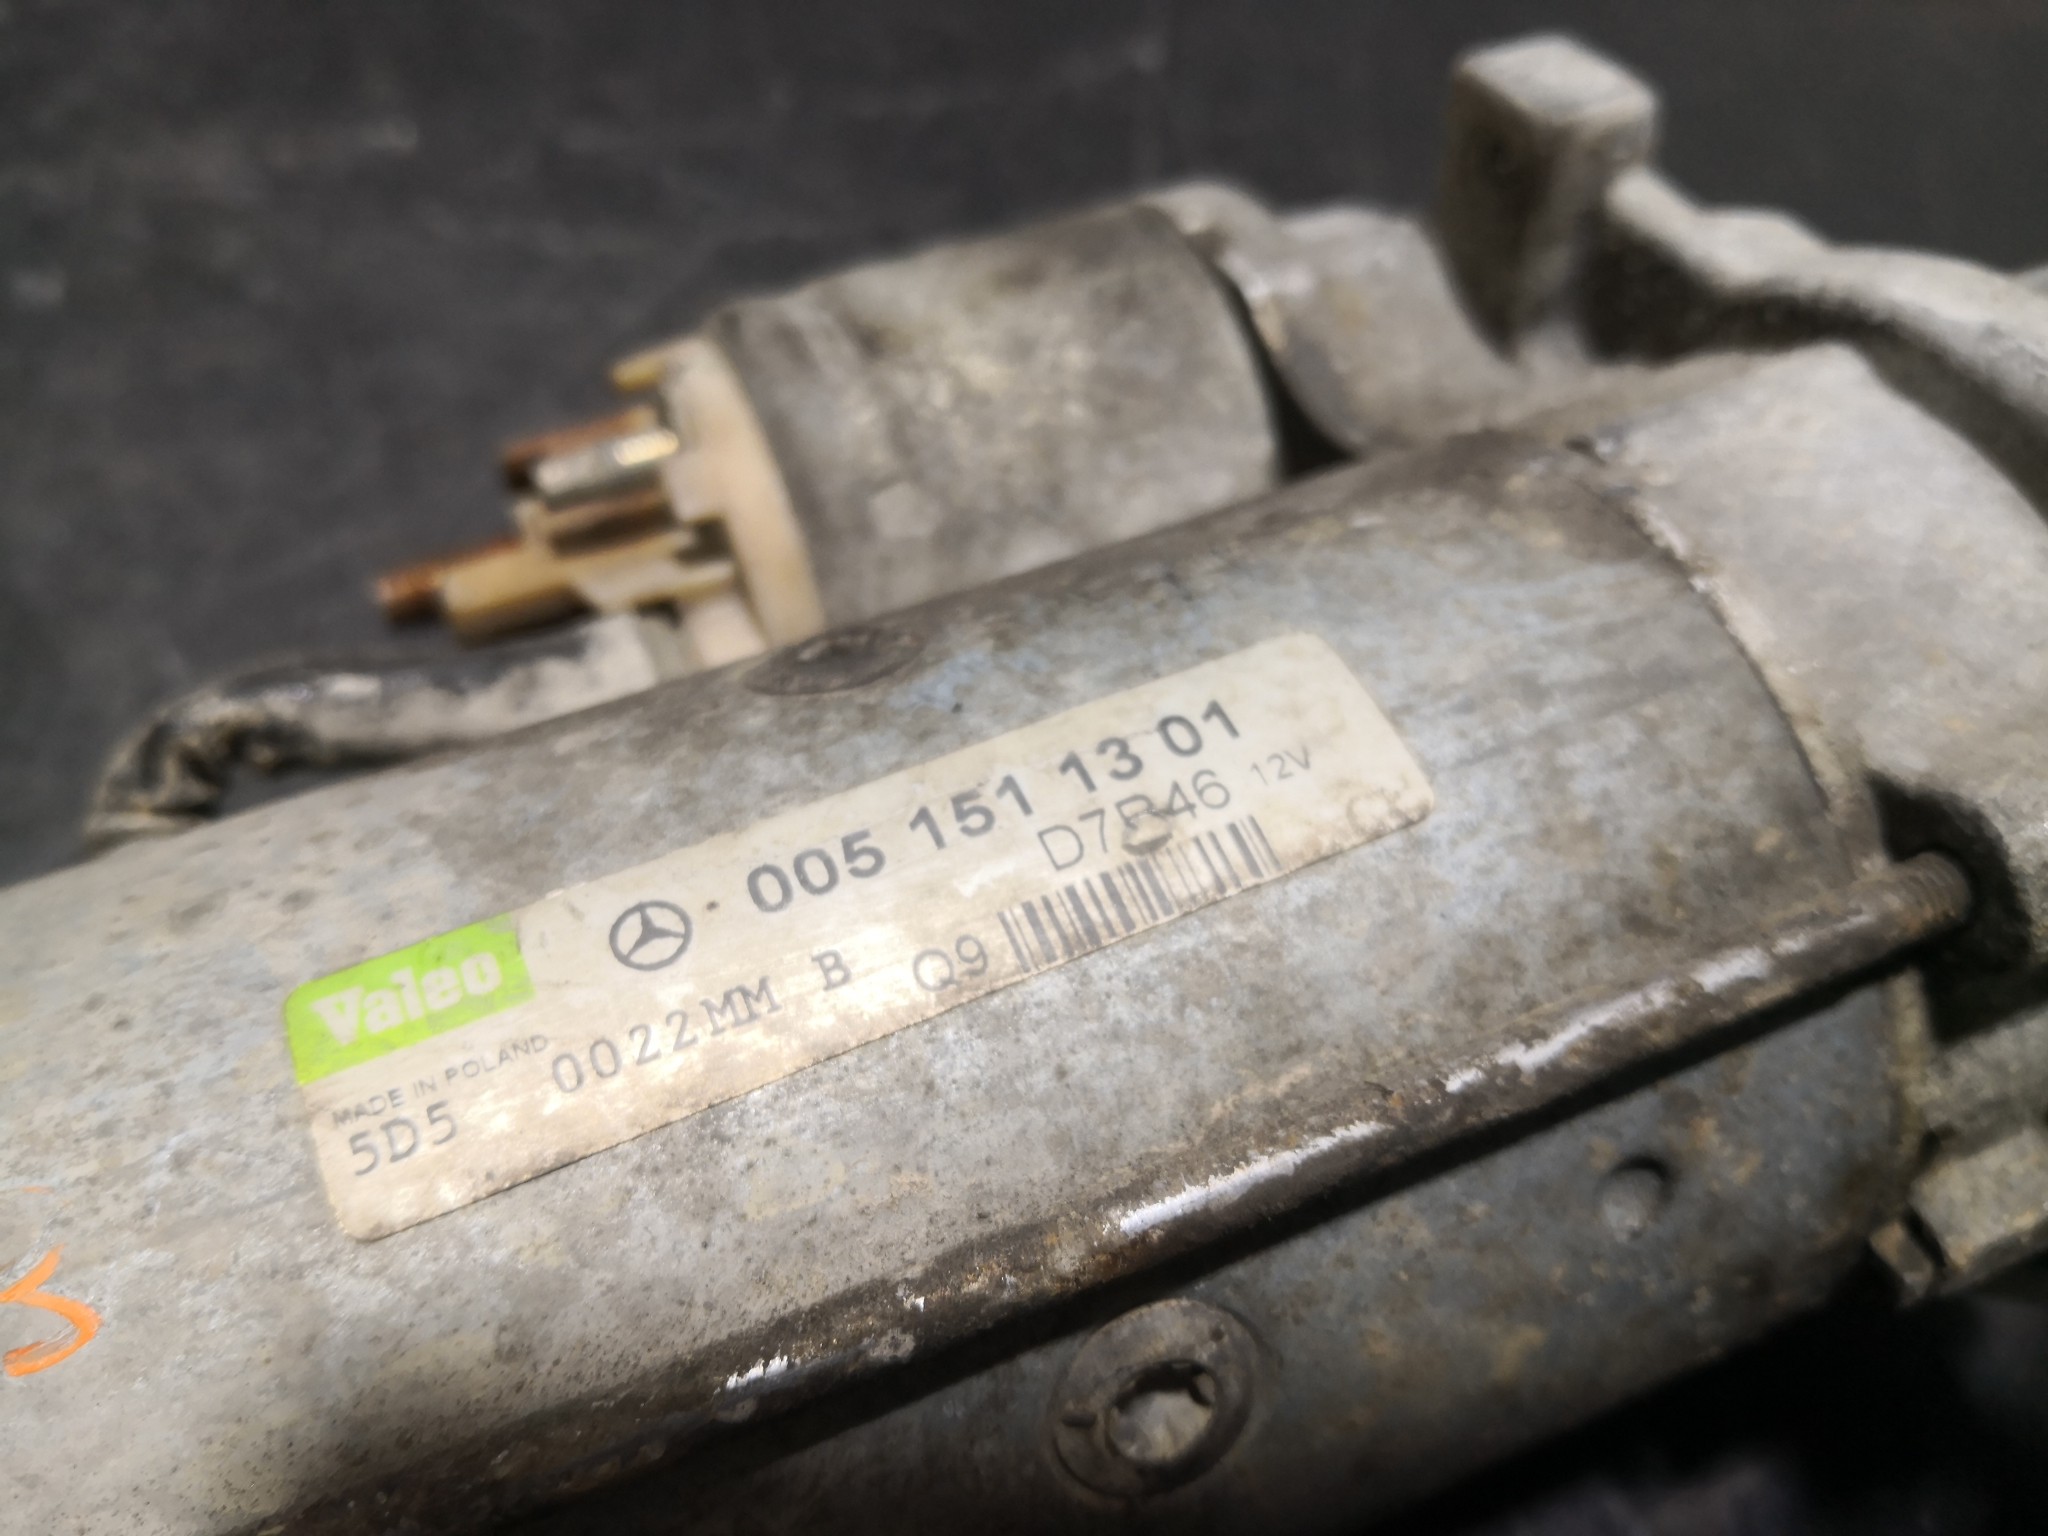 005 151 13 01
D7R46 12V
Valeo
MADE IN POLAND
5D5 0022MM B Q9